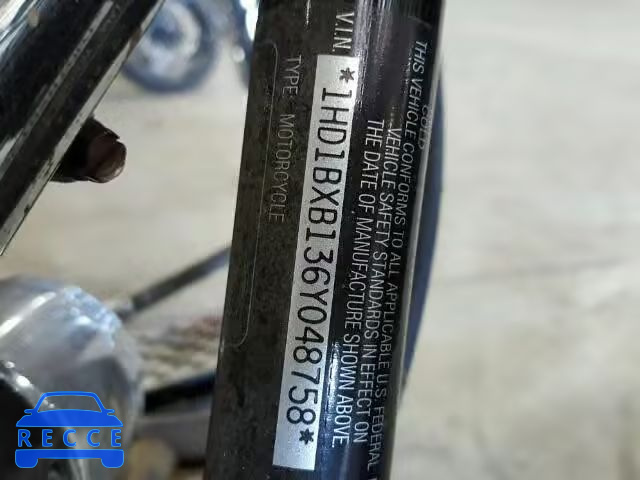 60876
THIS VEHICLE CONFORMS TO ALL APPLICABLE U.S. FEDERAL
VEHICLE SAFETY STANDARDS IN EFFECT ON
THE DATE OF MANUFACTURE SHOWN ABOVE
V.I.N.
*1HD1BXB136Y048758*
TYPE - MOTORCYCLE
RECCE